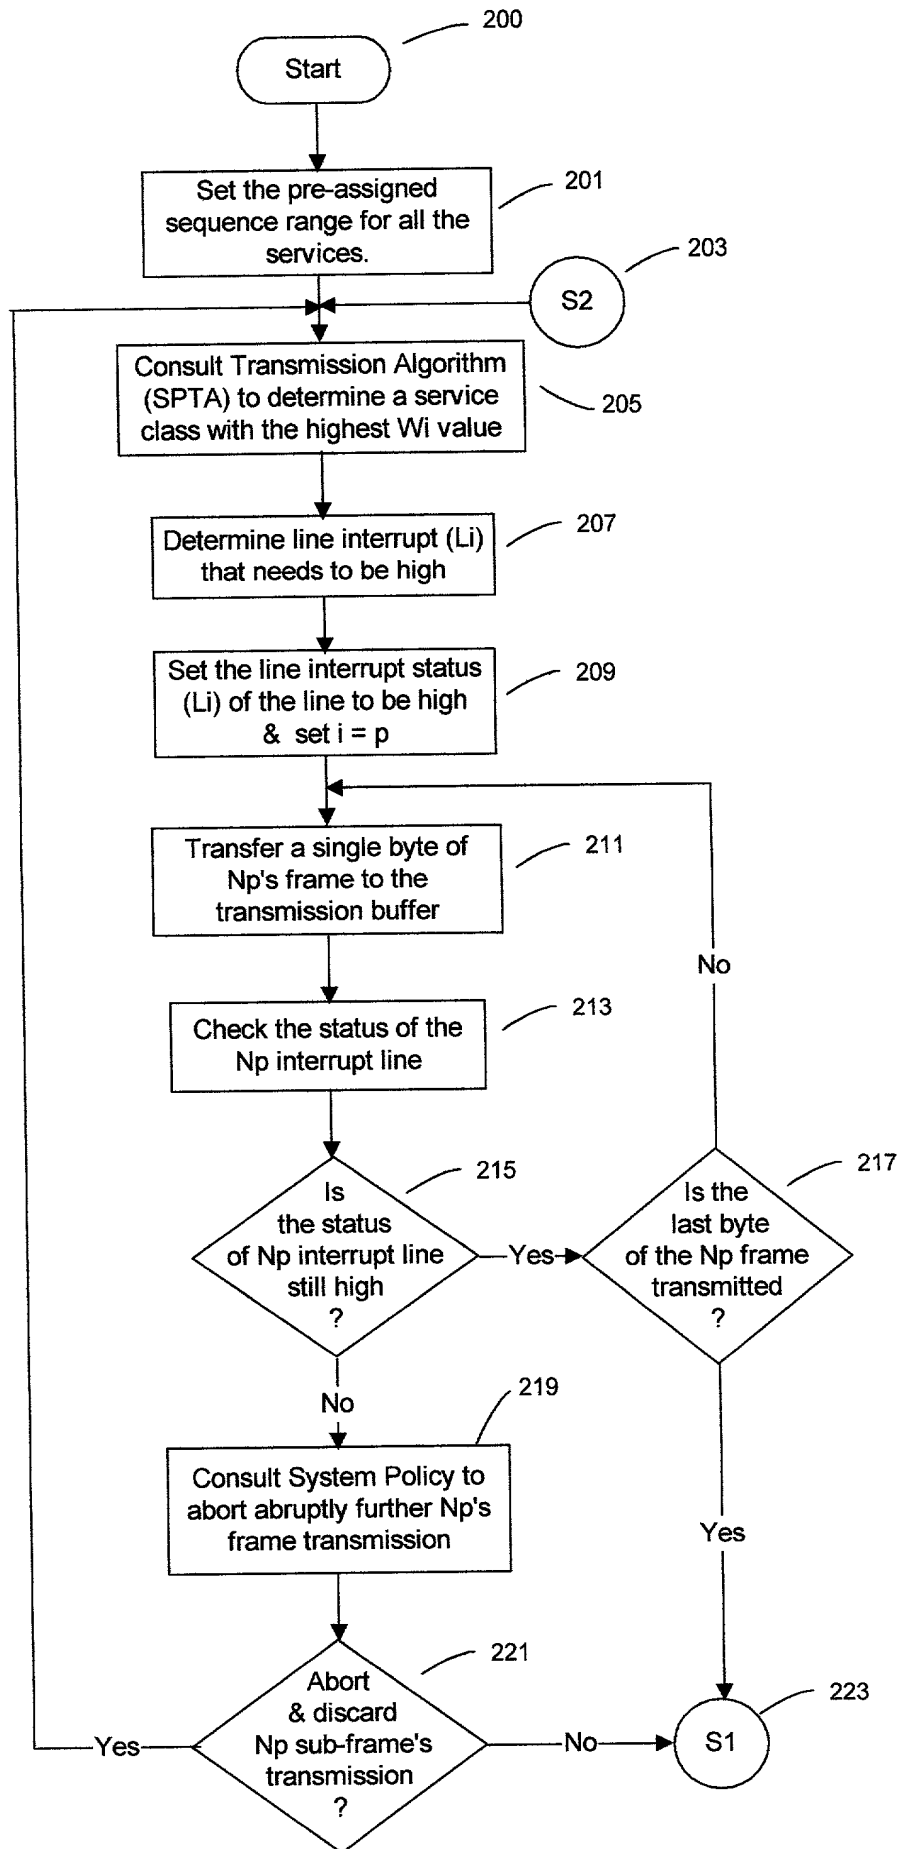 200
Start
201
Set the pre-assigned
sequence range for all the
services.
203
S2
Consult Transmission Algorithm
(SPTA) to determine a service
class with the highest Wi value
205
207
Determine line interrupt (Li)
that needs to be high
Set the line interrupt status
(Li) of the line to be high
& set i = p
209
Transfer a single byte of
Np's frame to the
transmission buffer
211
No
Check the status of the
Np interrupt line
213
215
Is
the status
of Np interrupt line
still high
?
Yes
217
Is the
last byte
of the Np frame
transmitted
?
No
219
Consult System Policy to
abort abruptly further Np's
frame transmission
Yes
221
Abort
& discard
Np sub-frame's
transmission
?
Yes
No
223
S1